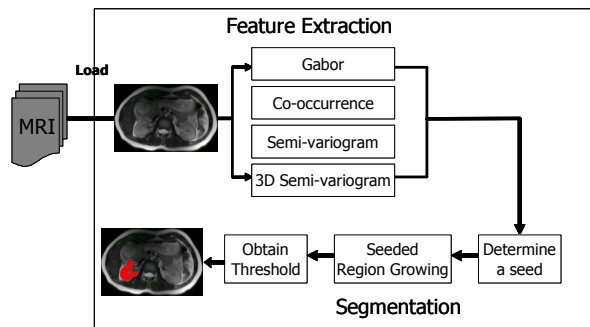 Feature Extraction
Load
MRI
Gabor
Co-occurrence
Semi-variogram
3D Semi-variogram
Obtain
Threshold
Seeded
Region Growing
Determine
a seed
Segmentation